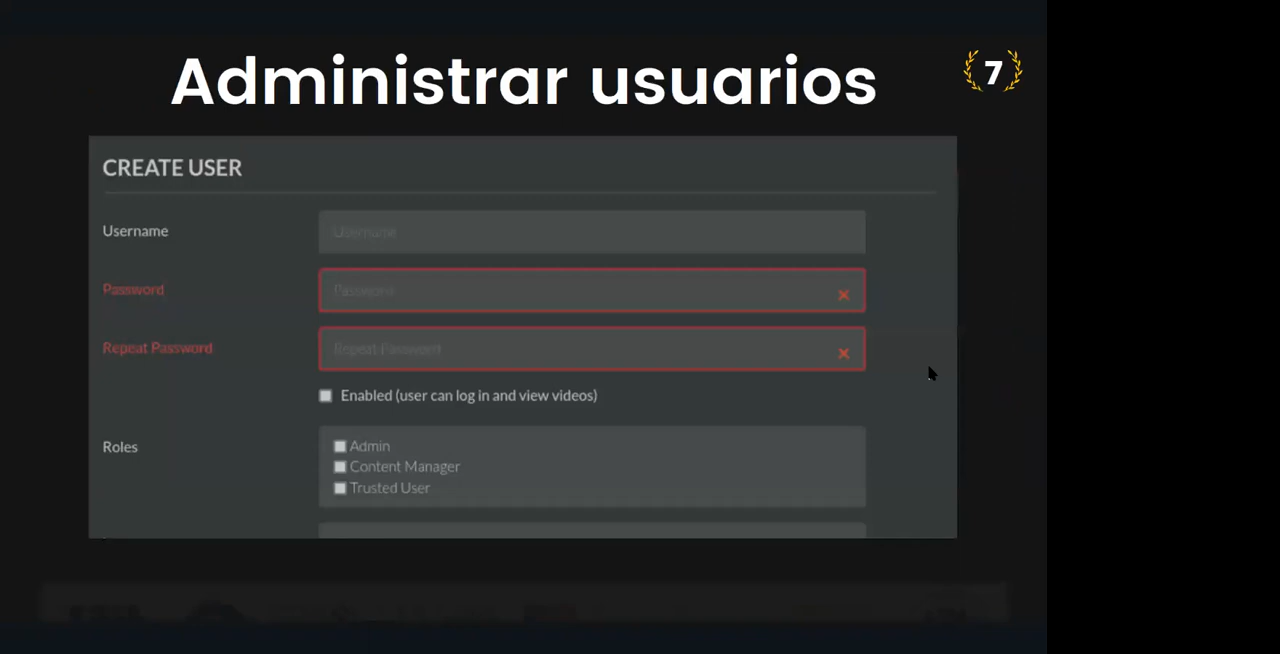 Administrar usuarios
7
CREATE USER
Username
Username
Password
Password
Repeat Password
Repeat Password
Enabled (user can log in and view videos)
Roles
Admin
Content Manager
Trusted User